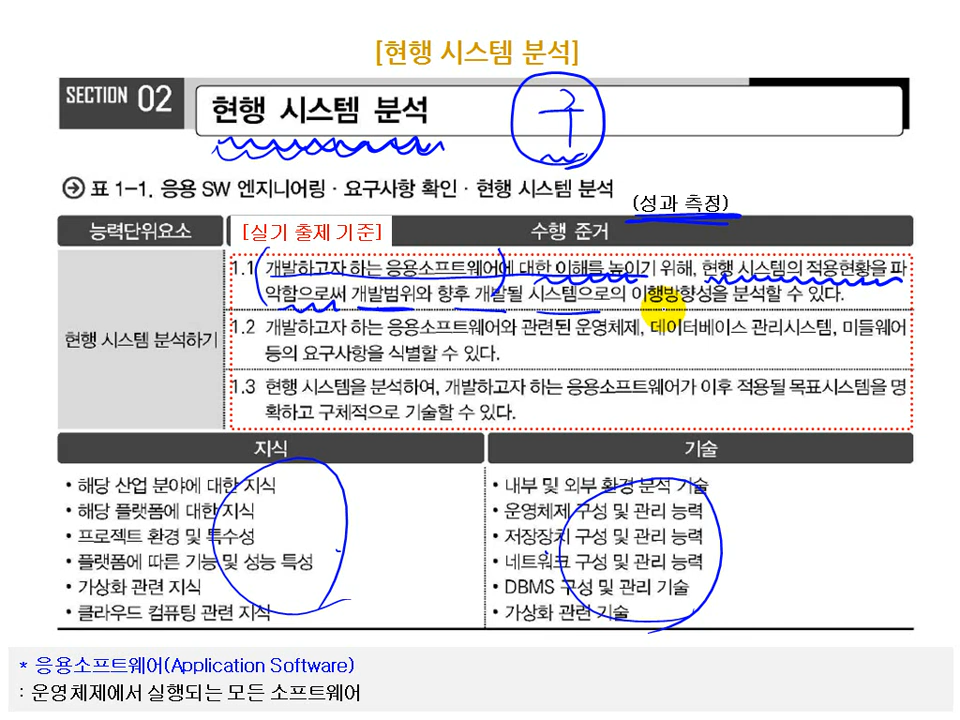 [현행 시스템 분석]
SECTION 02
현행 시스템 분석
구
표 1-1. 응용 SW 엔지니어링 · 요구사항 확인 · 현행 시스템 분석
(성과 측정)
능력단위요소
[실기 출제 기준]
수행 준거
현행 시스템 분석하기
1.1 개발하고자 하는 응용소프트웨어에 대한 이해를 높이기 위해, 현행 시스템의 적용현황을 파
악함으로써 개발범위와 향후 개발될 시스템으로의 이행방향성을 분석할 수 있다.
1.2 개발하고자 하는 응용소프트웨어와 관련된 운영체제, 데이터베이스 관리시스템, 미들웨어
등의 요구사항을 식별할 수 있다.
1.3 현행 시스템을 분석하여, 개발하고자 하는 응용소프트웨어가 이후 적용될 목표시스템을 명
확하고 구체적으로 기술할 수 있다.
지식
• 해당 산업 분야에 대한 지식
• 해당 플랫폼에 대한 지식
• 프로젝트 환경 및 특수성
• 플랫폼에 따른 기능 및 성능 특성
• 가상화 관련 지식
• 클라우드 컴퓨팅 관련 지식
기술
• 내부 및 외부 환경 분석 기술
• 운영체제 구성 및 관리 능력
• 저장장치 구성 및 관리 능력
• 네트워크 구성 및 관리 능력
• DBMS 구성 및 관리 기술
• 가상화 관련 기술
* 응용소프트웨어(Application Software)
: 운영체제에서 실행되는 모든 소프트웨어